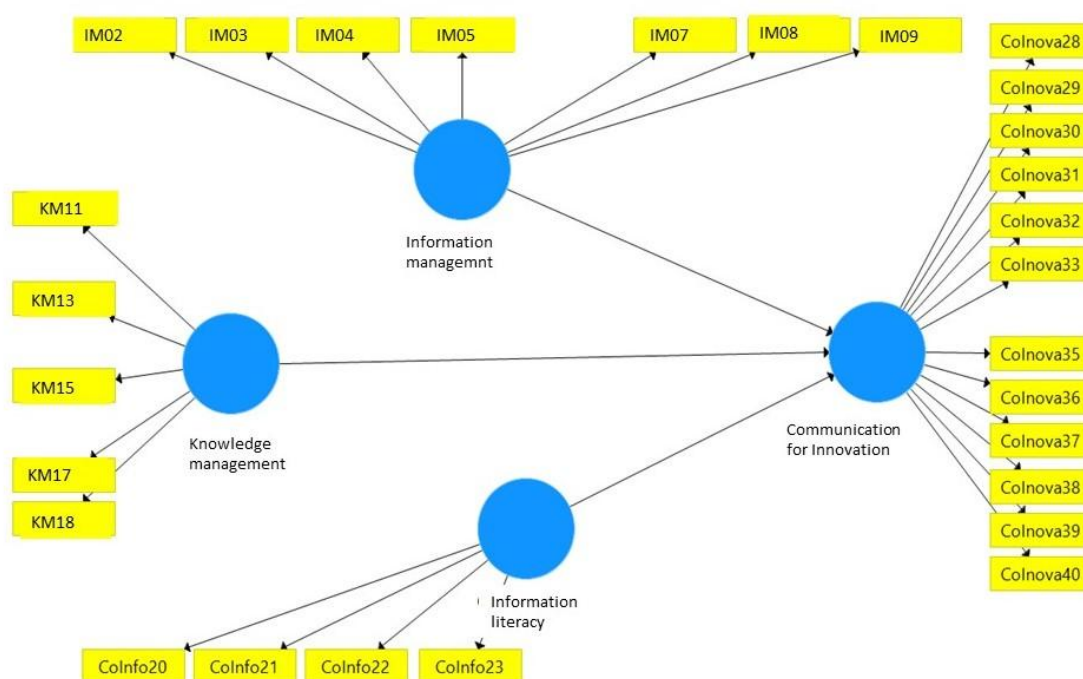 IM02
IM03
IM04
IM05
IM07
IM08
IM09
CoInova28
CoInova29
CoInova30
CoInova31
CoInova32
CoInova33
KM11
Information
managemnt
KM13
KM15
CoInova35
CoInova36
CoInova37
CoInova38
CoInova39
CoInova40
Knowledge
management
Communication
for Innovation
KM17
KM18
Information
literacy
CoInfo20
CoInfo21
CoInfo22
CoInfo23